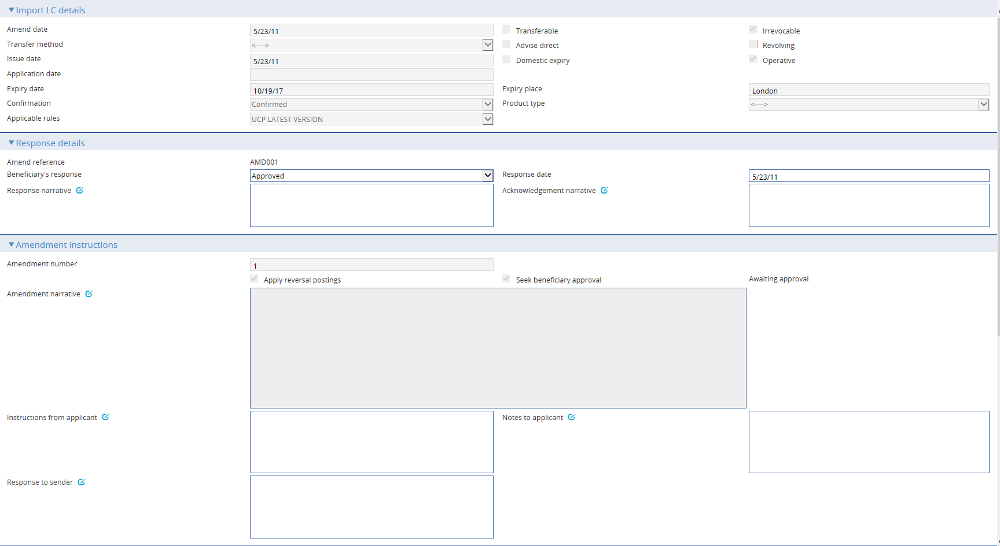 Import LC details
Amend date 5/23/11 Transferable Irrevocable
Transfer method <----> Advise direct Revolving
Issue date 5/23/11 Domestic expiry Operative
Application date
Expiry date 10/19/17 Expiry place London
Confirmation Confirmed Product type <---->
Applicable rules UCP LATEST VERSION
Response details
Amend reference AMD001
Beneficiary's response Approved Response date 5/23/11
Response narrative Acknowledgement narrative
Amendment instructions
Amendment number 1
Apply reversal postings Seek beneficiary approval Awaiting approval
Amendment narrative
Instructions from applicant Notes to applicant
Response to sender